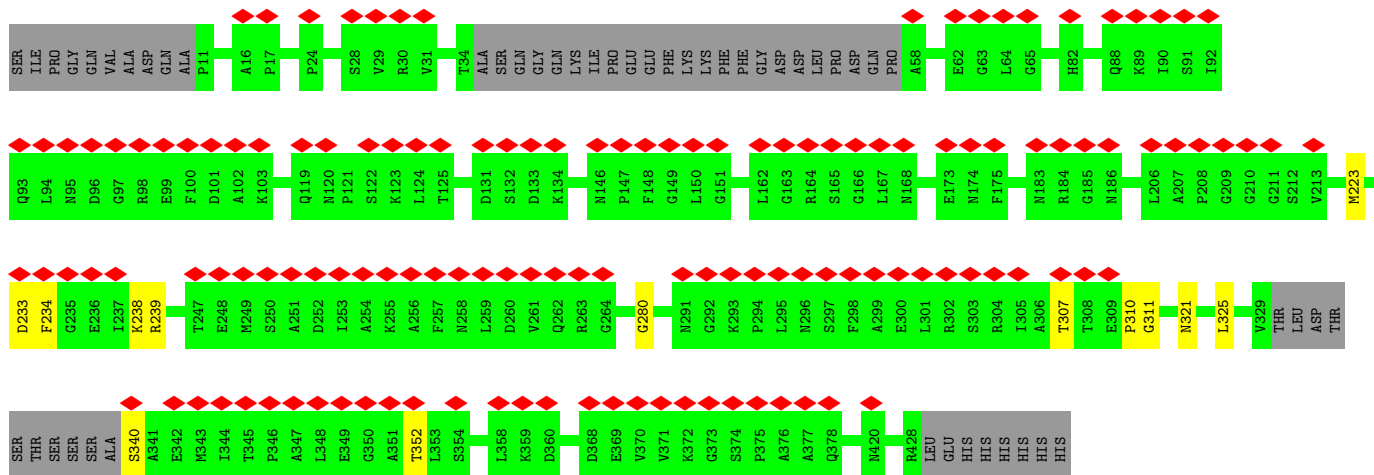 SER ILE PRO GLY GLN VAL ALA ASP GLN ALA P11 A16 P17 P24 S28 V29 R30 V31 T34 ALA SER GLN GLY GLN LYS ILE PRO GLU GLU PHE LYS LYS PHE PHE GLY ASP ASP LEU PRO ASP GLN PRO A58 E62 G63 L64 G65 H82 Q88 K89 I90 S91 I92
Q93 L94 N95 D96 G97 R98 E99 F100 D101 A102 K103 Q119 N120 P121 S122 K123 L124 T125 D131 S132 D133 K134 N146 P147 F148 G149 L150 G151 L162 G163 R164 S165 G166 L167 N168 E173 N174 F175 N183 R184 G185 N186 L206 A207 P208 G209 G210 G211 S212 V213 M223
D233 F234 G235 E236 I237 K238 R239 T247 E248 M249 S250 A251 D252 I253 A254 K255 A256 F257 N258 L259 D260 V261 Q262 R263 G264 G280 N291 G292 K293 P294 L295 N296 S297 F298 A299 E300 L301 R302 S303 R304 I305 A306 T307 T308 E309 P310 G311 N321 L325 V329 THR LEU ASP THR
SER THR SER SER SER ALA S340 A341 E342 M343 I344 T345 P346 A347 L348 E349 G350 A351 T352 L353 S354 L358 K359 D360 D368 E369 V370 V371 K372 G373 S374 P375 A376 A377 Q378 N420 R428 LEU GLU HIS HIS HIS HIS HIS HIS